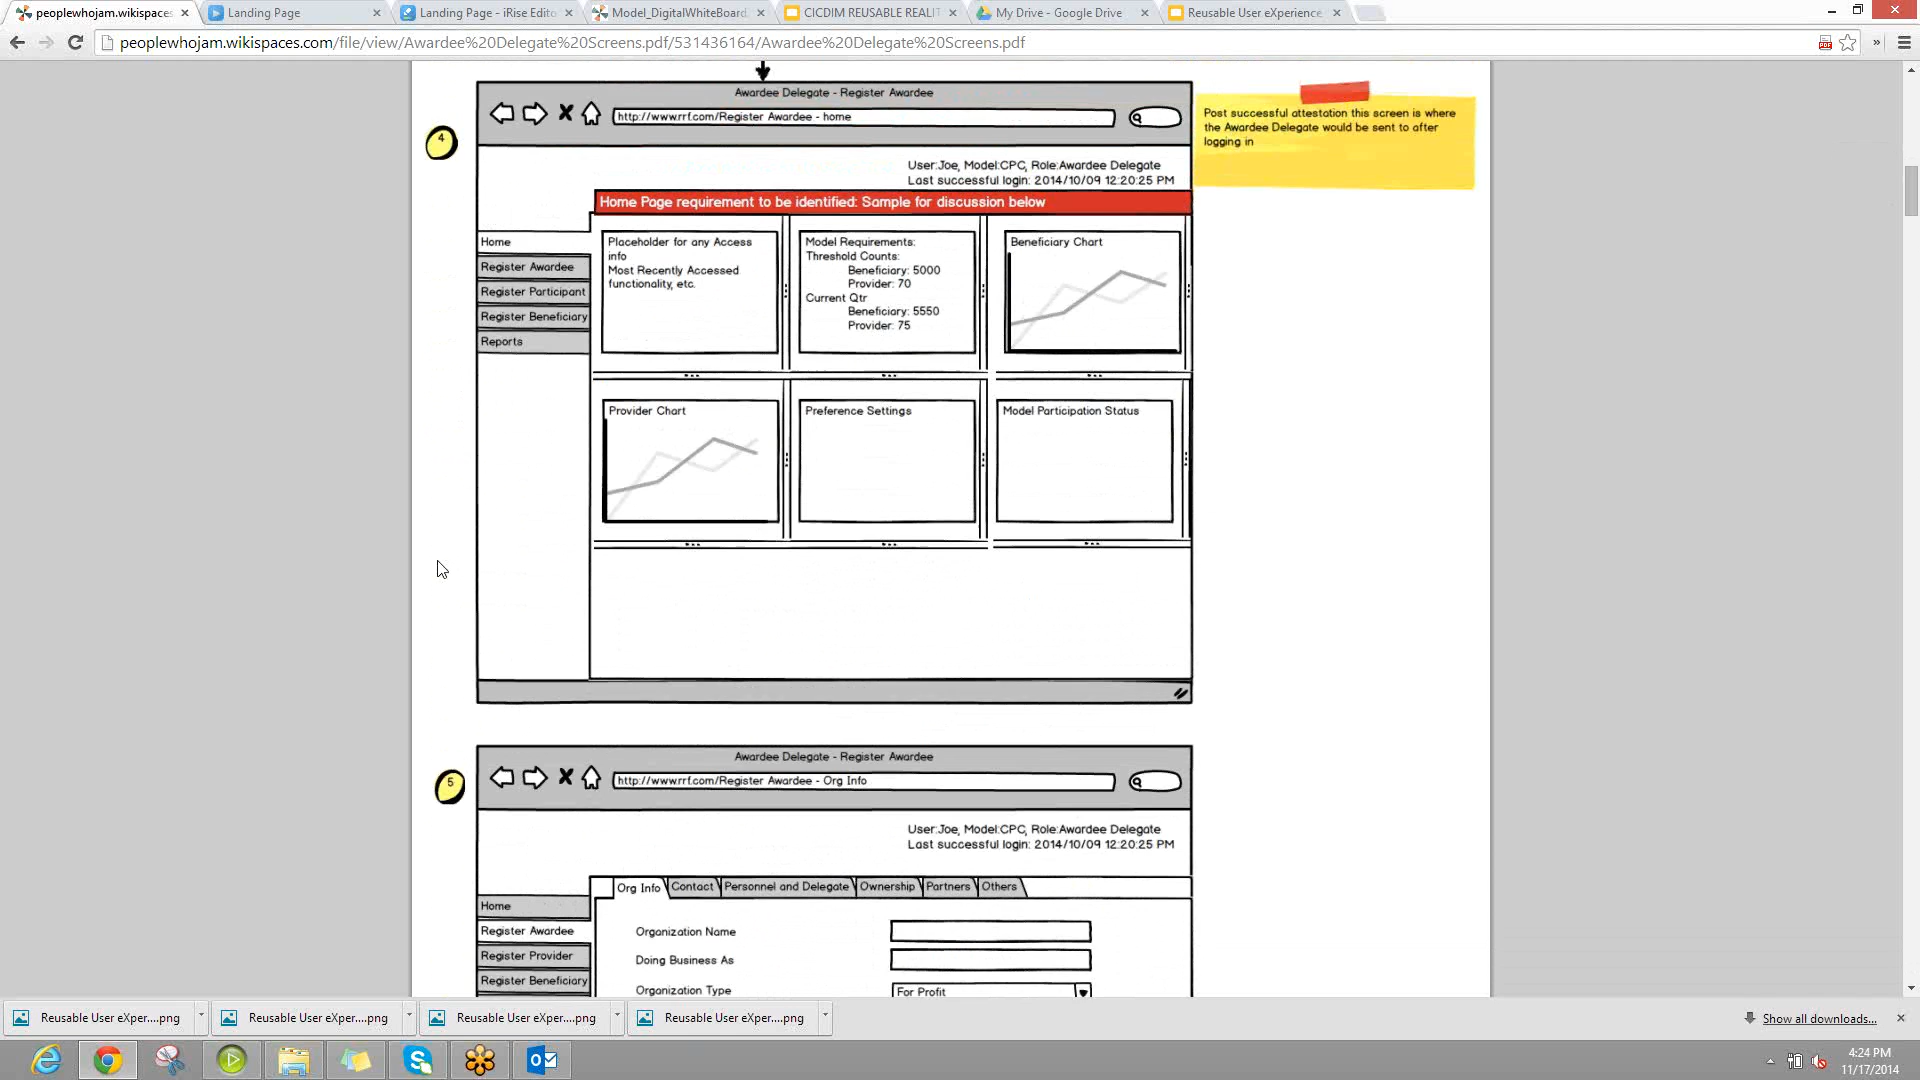 peoplewhojam.wikispaces
Landing Page
Landing Page - iRise Edito
Model_DigitalWhiteBoard
CICDIM REUSABLE REALIT
My Drive - Google Drive
Reusable User eXperience
peoplewhojam.wikispaces.com/file/view/Awardee%20Delegate%20Screens.pdf/531436164/Awardee%20Delegate%20Screens.pdf
Awardee Delegate - Register Awardee
http://www.rrf.com/Register Awardee - home
4
Post successful attestation this screen is where
the Awardee Delegate would be sent to after
logging in
User:Joe, Model:CPC, Role:Awardee Delegate
Last successful login: 2014/10/09 12:20:25 PM
Home Page requirement to be identified: Sample for discussion below
Home
Register Awardee
Register Participant
Register Beneficiary
Reports
Placeholder for any Access
info
Most Recently Accessed
functionality, etc.
Model Requirements:
Threshold Counts:
Beneficiary: 5000
Provider: 70
Current Qtr
Beneficiary: 5550
Provider: 75
Beneficiary Chart
Provider Chart
Preference Settings
Model Participation Status
Awardee Delegate - Register Awardee
5
http://www.rrf.com/Register Awardee - Org Info
User:Joe, Model:CPC, Role:Awardee Delegate
Last successful login: 2014/10/09 12:20:25 PM
Org Info
Contact
Personnel and Delegate
Ownership
Partners
Others
Home
Register Awardee
Register Provider
Register Beneficiary
Organization Name
Doing Business As
Organization Type
For Profit
Reusable User eXper....png
Reusable User eXper....png
Reusable User eXper....png
Reusable User eXper....png
Show all downloads...
4:24 PM
11/17/2014